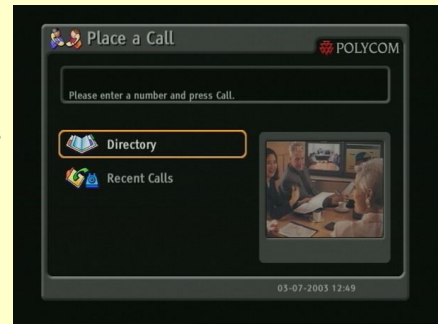 Place a Call
POLYCOM
Please enter a number and press Call.
Directory
Recent Calls
03-07-2003 12:49